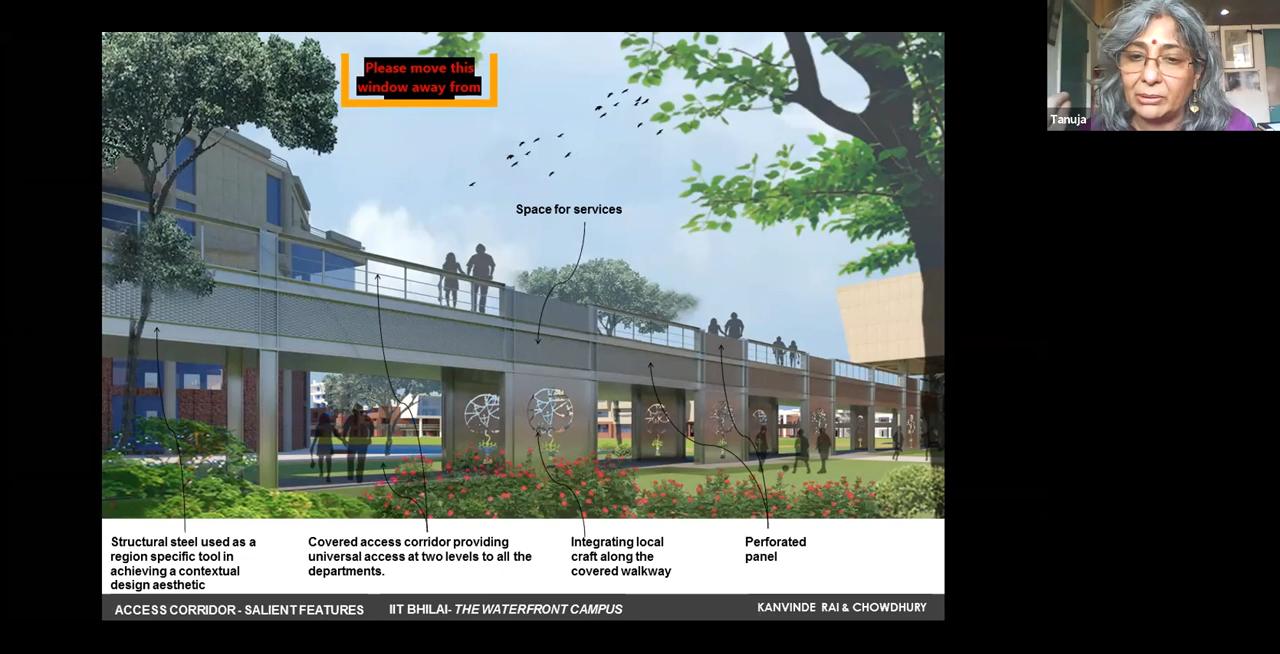 Please move this
window away from
Tanuja
Space for services
Structural steel used as a
region specific tool in
achieving a contextual
design aesthetic
Covered access corridor providing
universal access at two levels to all the
departments.
Integrating local
craft along the
covered walkway
Perforated
panel
ACCESS CORRIDOR - SALIENT FEATURES
IIT BHILAI- THE WATERFRONT CAMPUS
KANVINDE RAI & CHOWDHURY